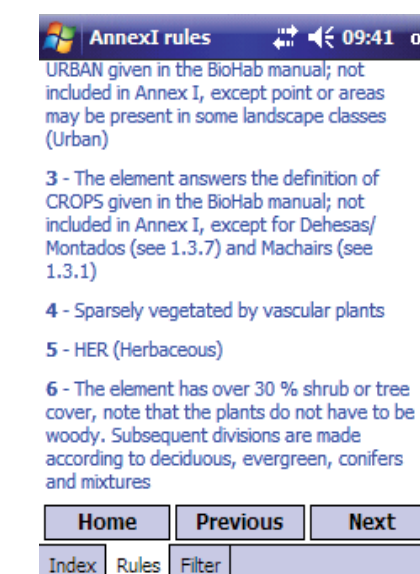 AnnexI rules 09:41 o
URBAN given in the BioHab manual; not
included in Annex I, except point or areas
may be present in some landscape classes
(Urban)
3 - The element answers the definition of
CROPS given in the BioHab manual; not
included in Annex I, except for Dehesas/
Montados (see 1.3.7) and Machairs (see
1.3.1)
4 - Sparsely vegetated by vascular plants
5 - HER (Herbaceous)
6 - The element has over 30 % shrub or tree
cover, note that the plants do not have to be
woody. Subsequent divisions are made
according to deciduous, evergreen, conifers
and mixtures
Home Previous Next
Index Rules Filter